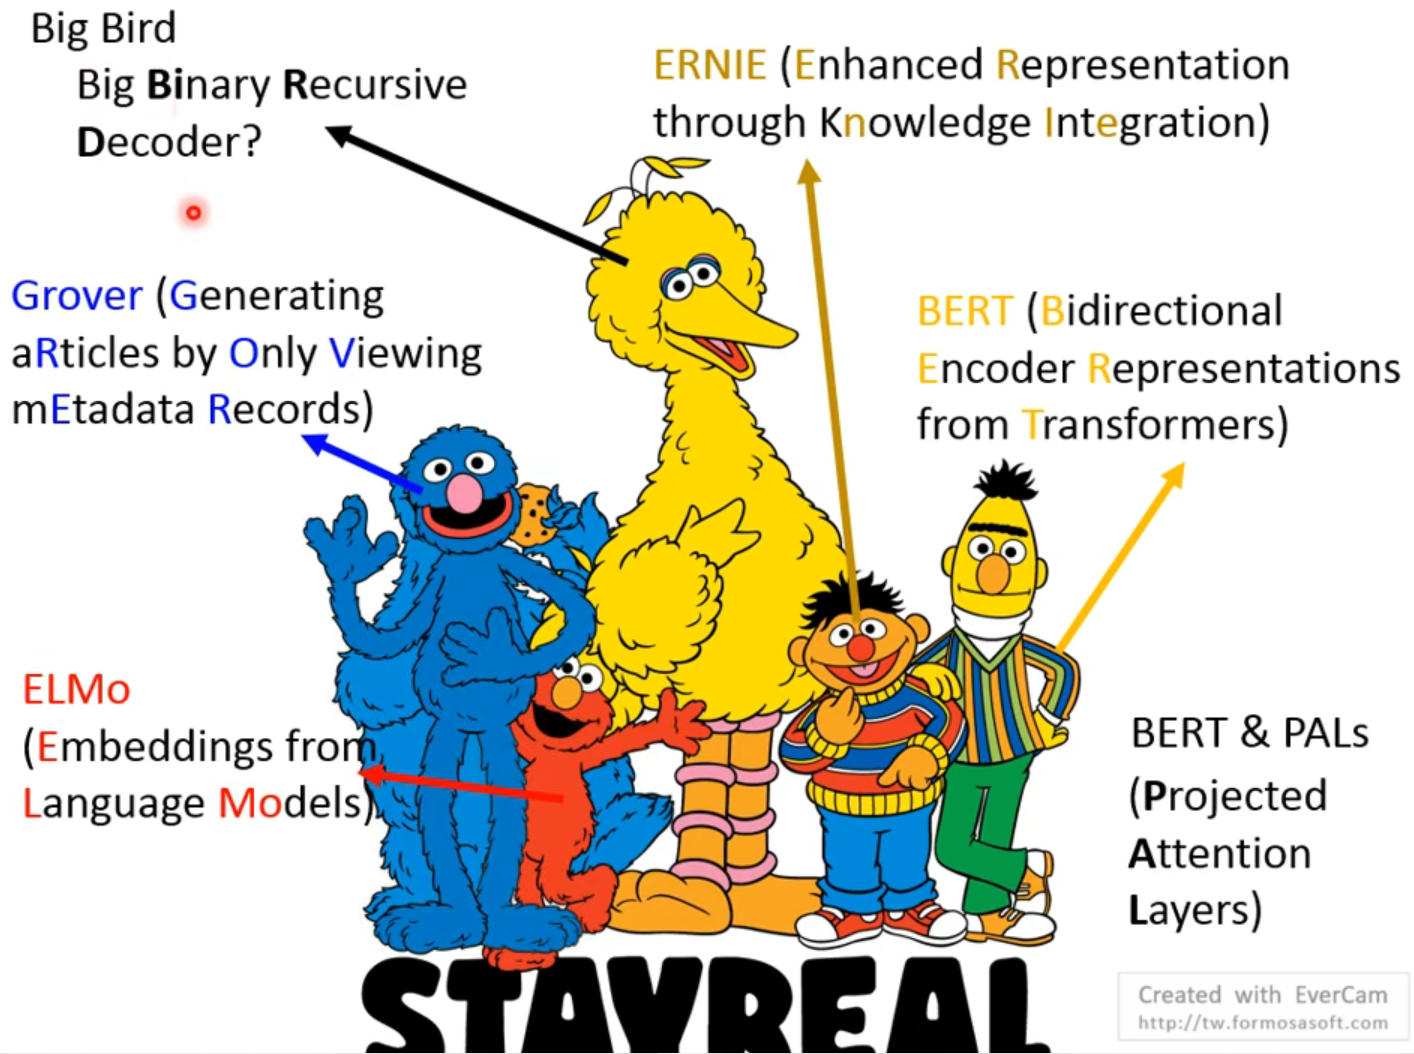 Big Bird
Big Binary Recursive
Decoder?
ERNIE (Enhanced Representation
through Knowledge Integration)
Grover (Generating
aRticles by Only Viewing
mEtadata Records)
BERT (Bidirectional
Encoder Representations
from Transformers)
ELMo
(Embeddings from
Language Models)
BERT & PALs
(Projected
Attention
Layers)
STAYREAL
Created with EverCam
http://tw.formosasoft.com